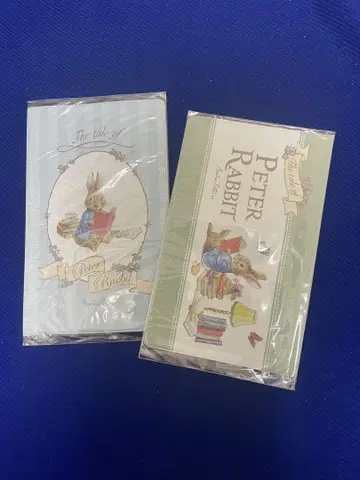 The tale of
Peter
Rabbit
The tale of
PETER
RABBIT